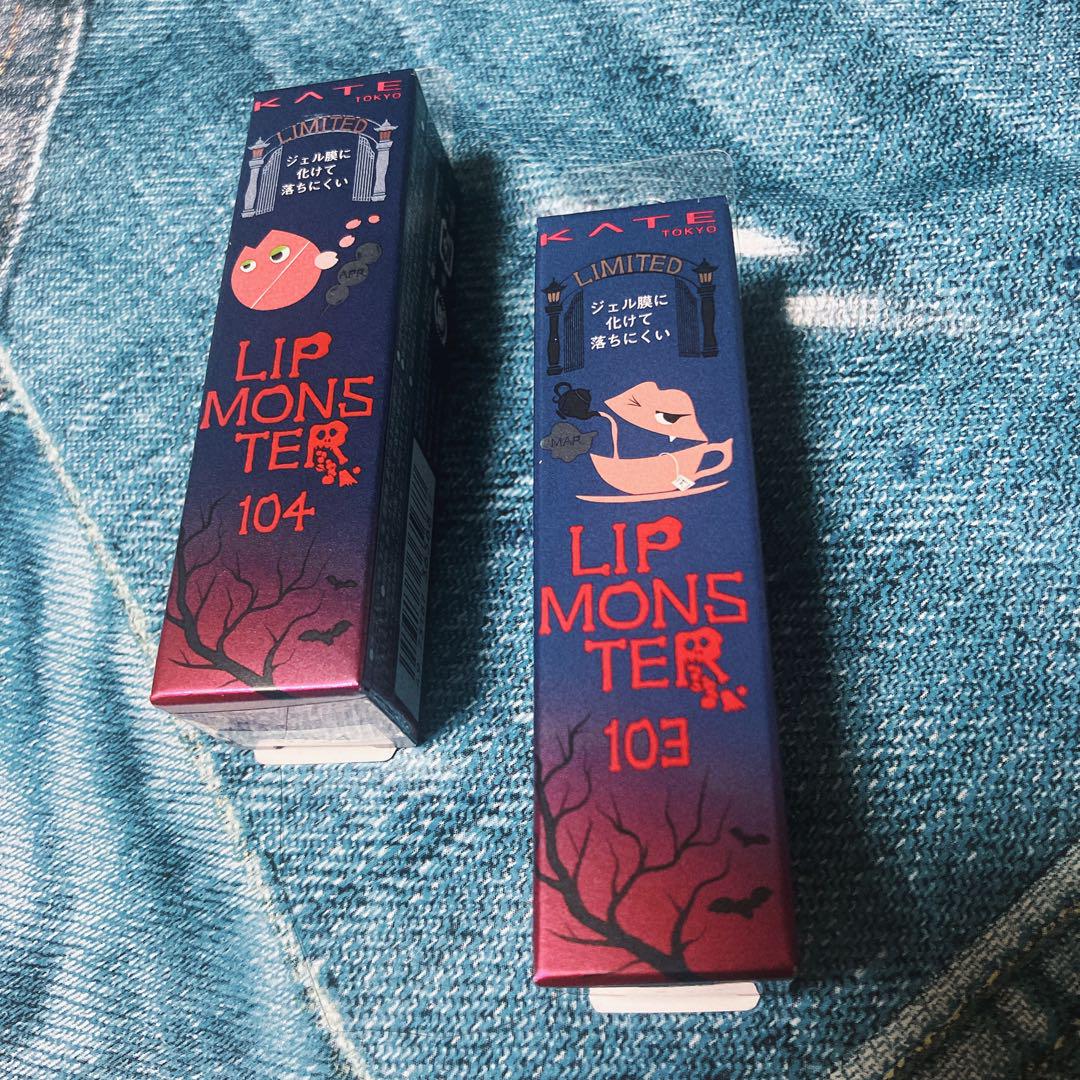 KATE
TOKYO
LIMITED
ジェル膜に
化けて
落ちにくい
APR
LIP
MONS
TER
104
KATE
TOKYO
LIMITED
ジェル膜に
化けて
落ちにくい
MAR
LIP
MONS
TER
103